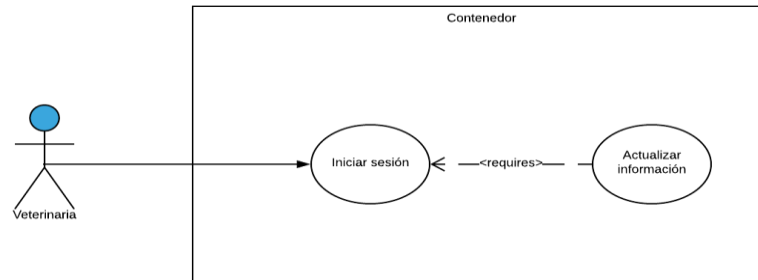 Contenedor
Iniciar sesión
<requires>
Actualizar
información
Veterinaria